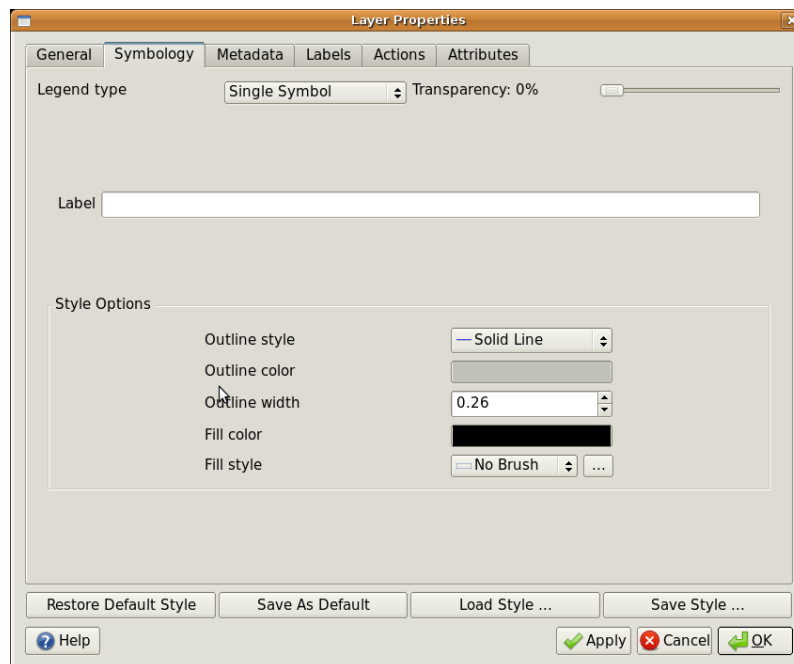 Layer Properties
General Symbology Metadata Labels Actions Attributes
Legend type Single Symbol Transparency: 0%
Label
Style Options
Outline style Solid Line
Outline color
Outline width 0.26
Fill color
Fill style No Brush ...
Restore Default Style Save As Default Load Style ... Save Style ...
Help Apply Cancel OK